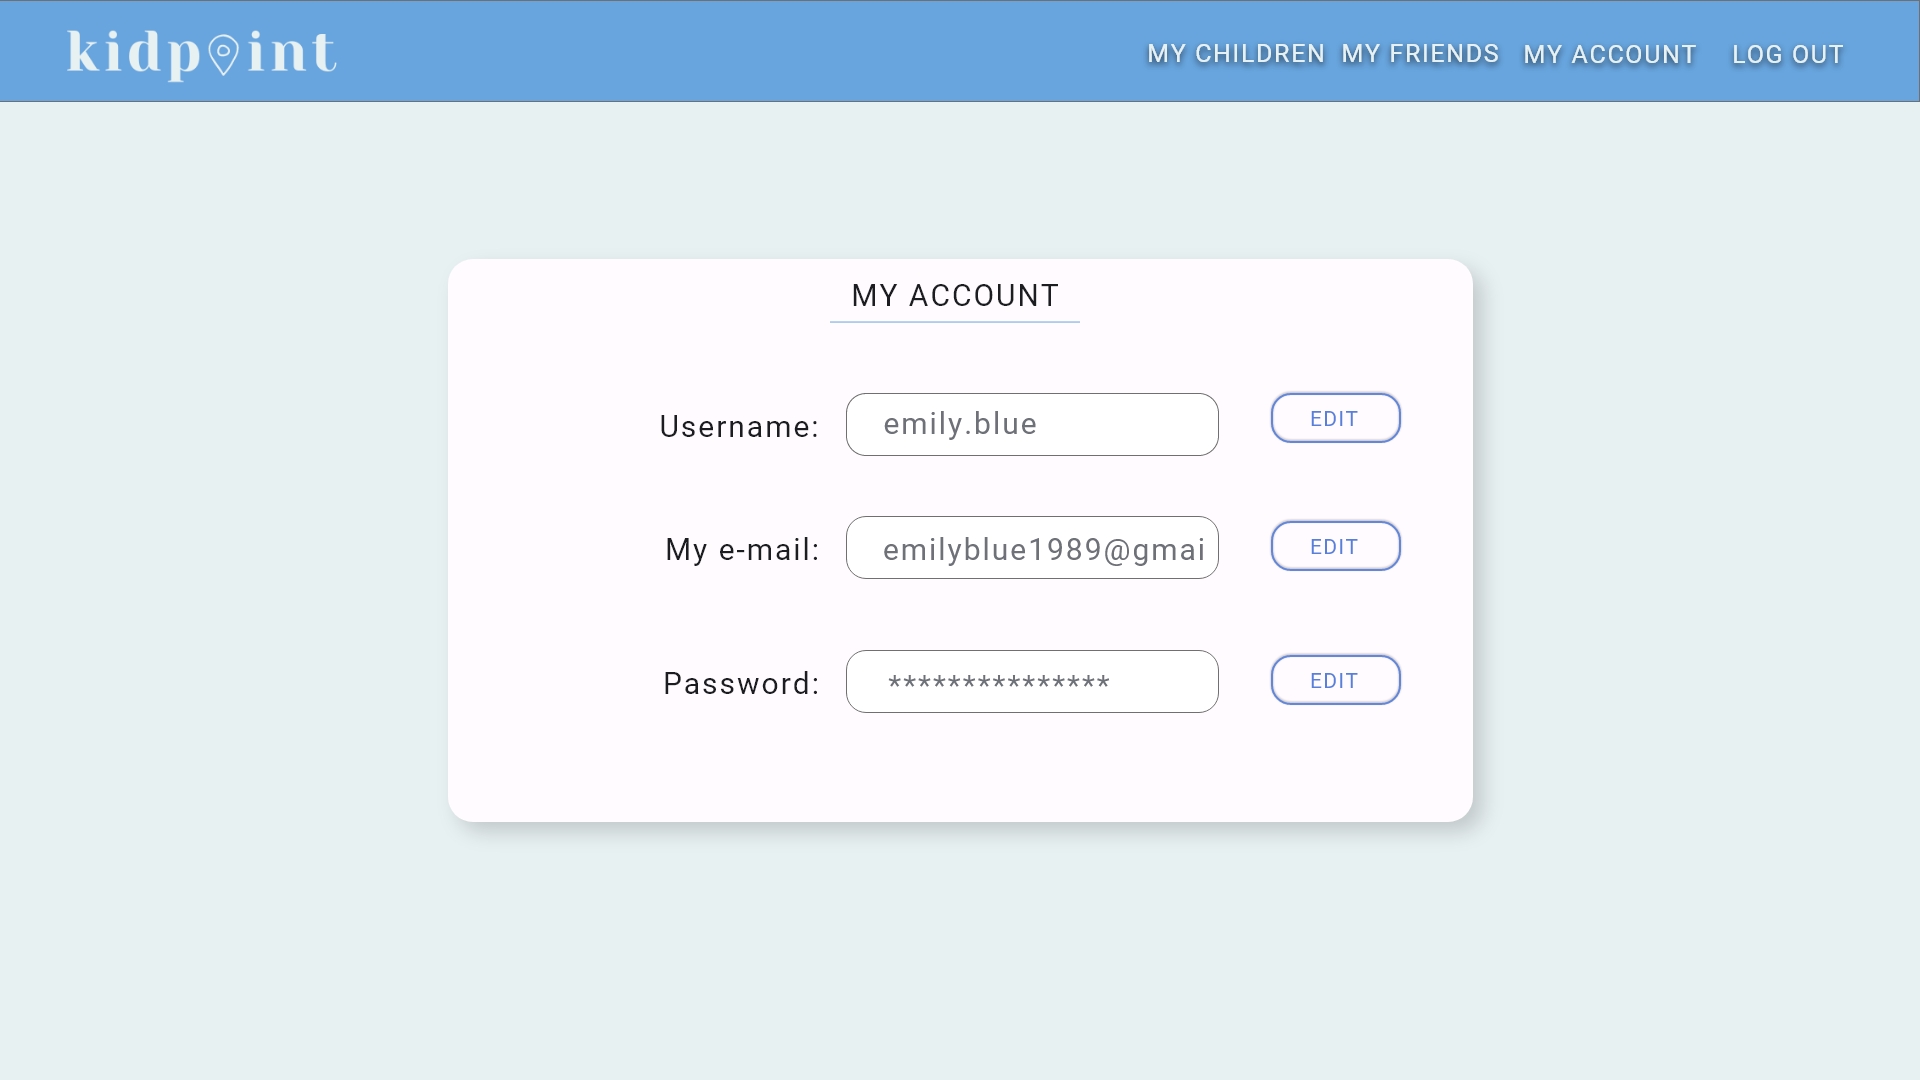 kidpoint
MY CHILDREN MY FRIENDS MY ACCOUNT LOG OUT
MY ACCOUNT
Username: emily.blue EDIT
My e-mail: emilyblue1989@gmai EDIT
Password: *************** EDIT